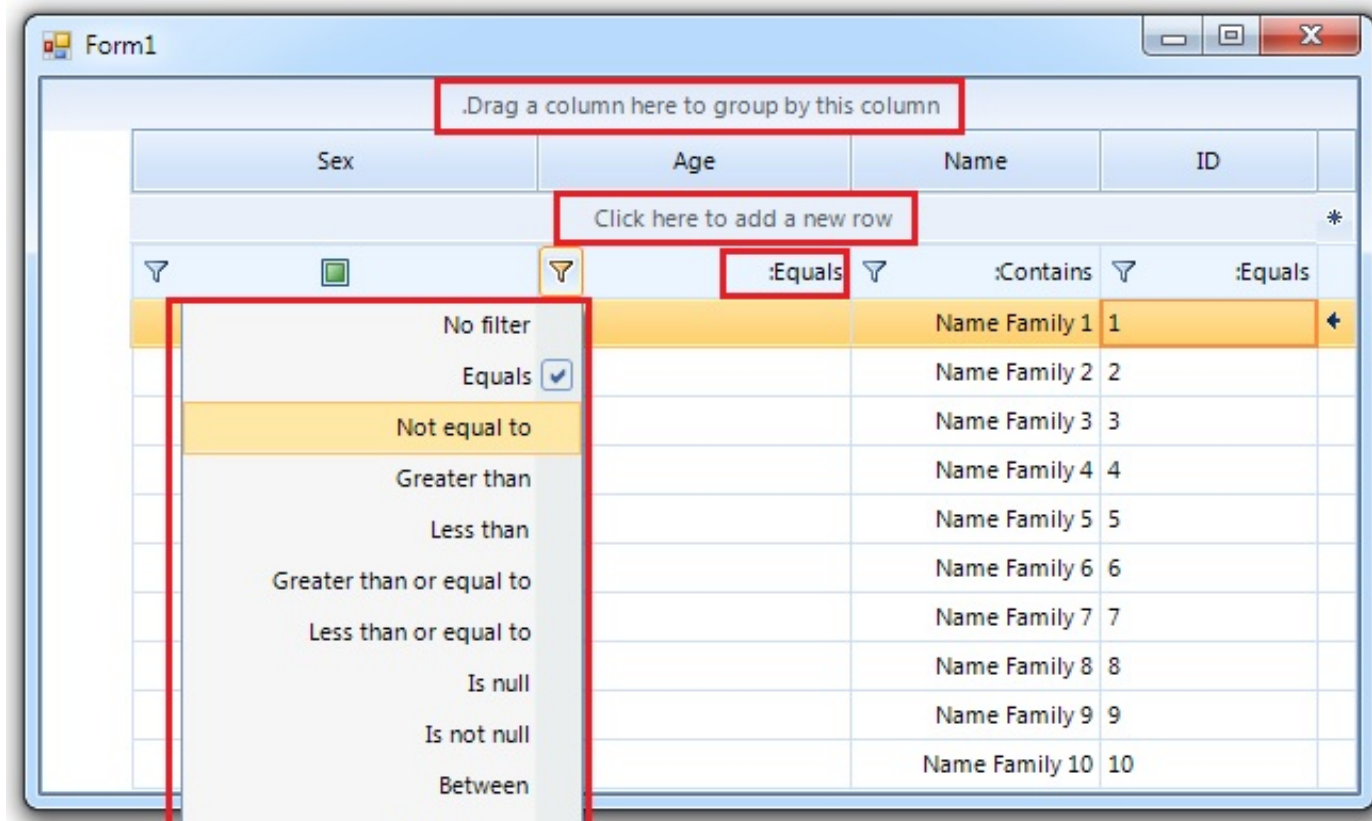 Form1
.Drag a column here to group by this column
Sex Age Name ID
Click here to add a new row *
:Equals :Contains :Equals
No filter Name Family 1 1
Equals Name Family 2 2
Not equal to Name Family 3 3
Greater than Name Family 4 4
Less than Name Family 5 5
Greater than or equal to Name Family 6 6
Less than or equal to Name Family 7 7
Is null Name Family 8 8
Is not null Name Family 9 9
Between Name Family 10 10